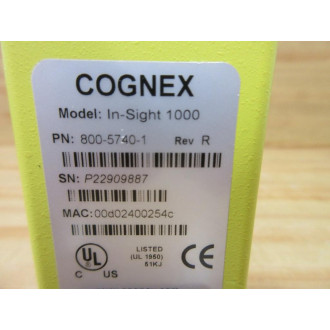 COGNEX
Model: In-Sight 1000
PN: 800-5740-1 Rev R
SN: P22909887
MAC:00d02400254c
UL
C US
LISTED
(UL 1950)
51KJ
CE